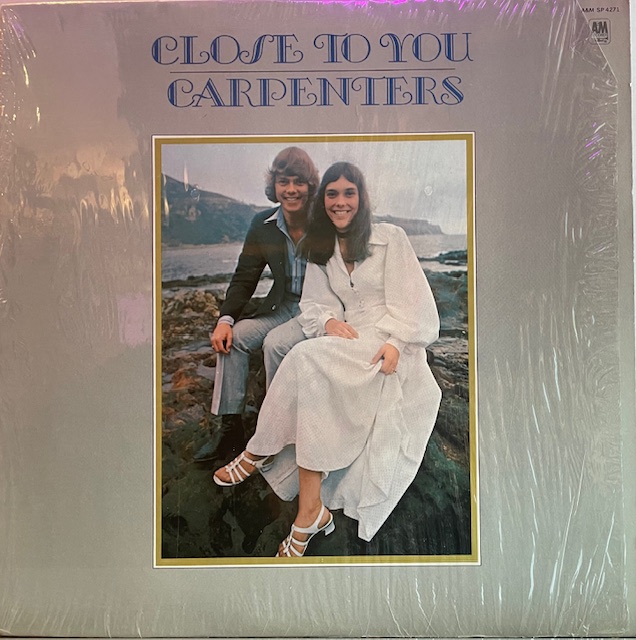 A&M SP 4271
A&M
CLOSE TO YOU
CARPENTERS